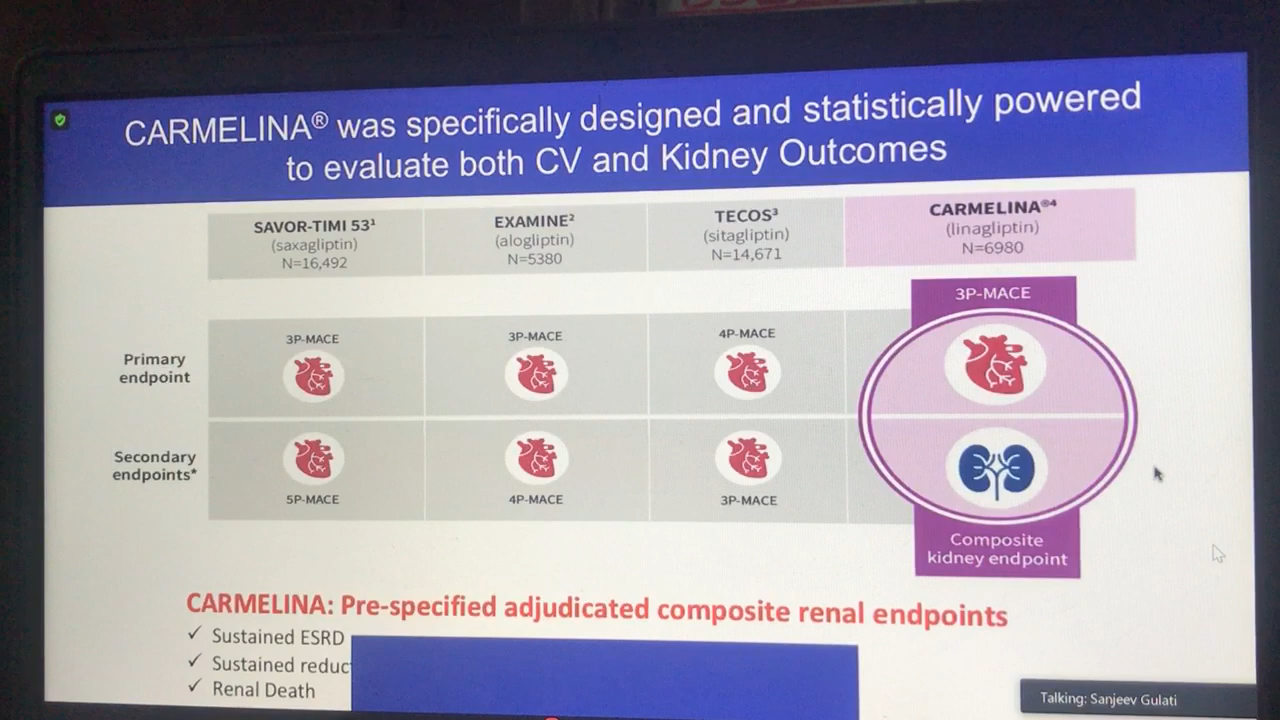 CARMELINA® was specifically designed and statistically powered
to evaluate both CV and Kidney Outcomes
SAVOR-TIMI 53¹
(saxagliptin)
N=16,492
EXAMINE²
(alogliptin)
N=5380
TECOS³
(sitagliptin)
N=14,671
CARMELINA®⁴
(linagliptin)
N=6980
Primary
endpoint
3P-MACE
3P-MACE
4P-MACE
3P-MACE
Secondary
endpoints*
5P-MACE
4P-MACE
3P-MACE
Composite
kidney endpoint
CARMELINA: Pre-specified adjudicated composite renal endpoints
✓ Sustained ESRD
✓ Sustained
✓ Renal Death
Talking: Sanjeev Gulati